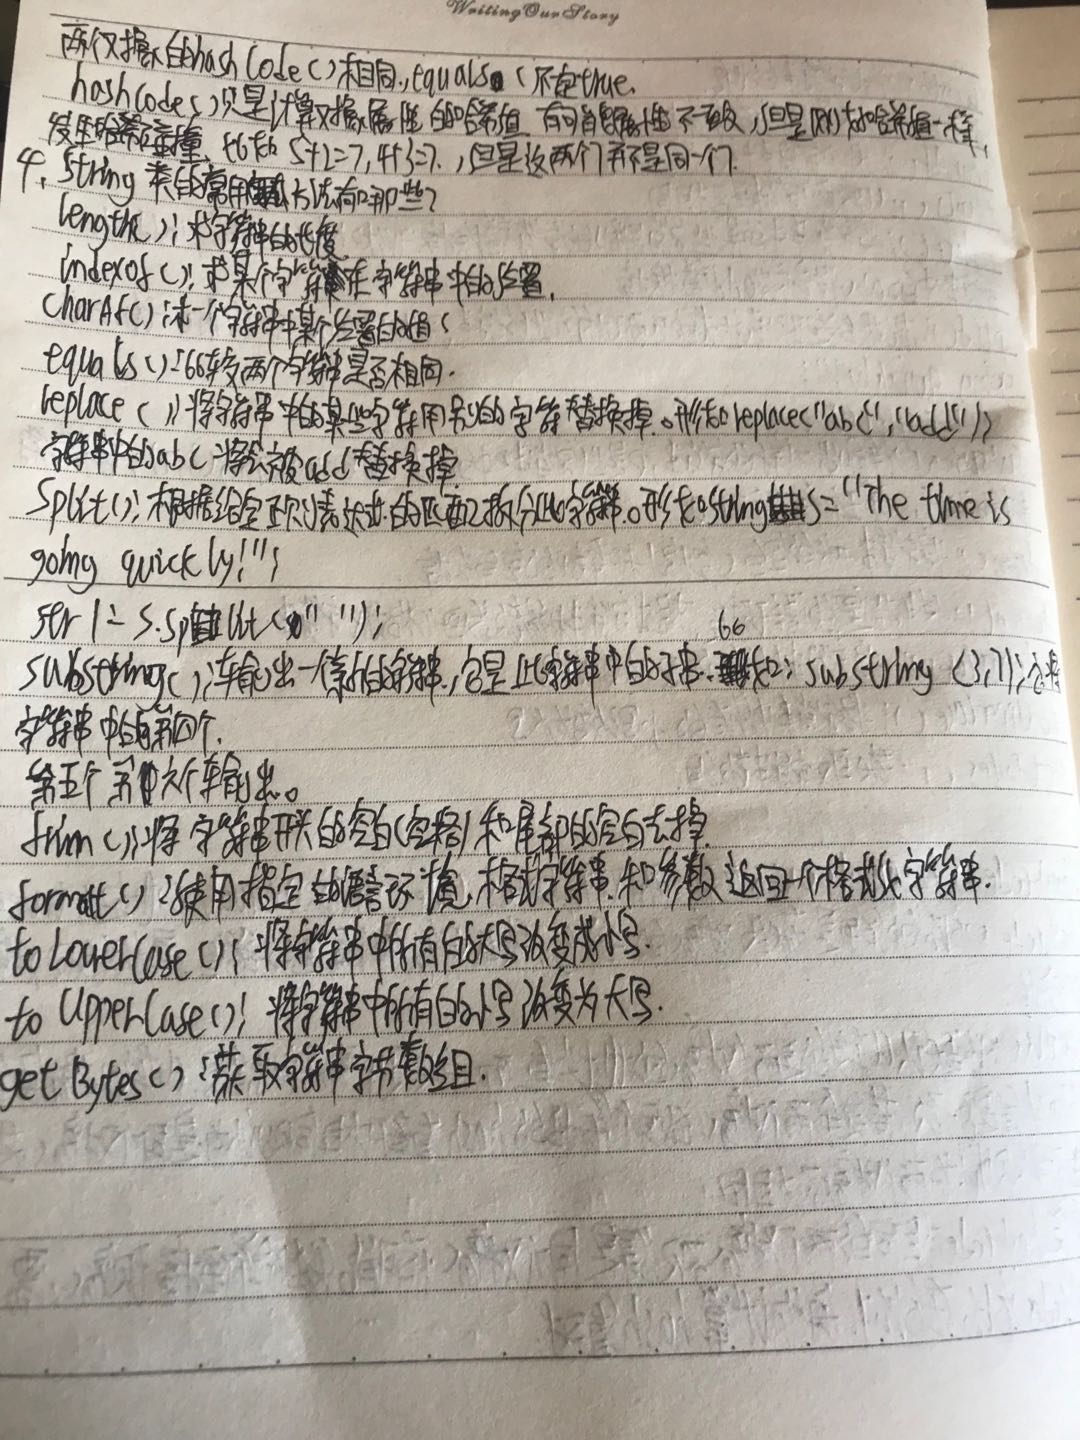 WritingOurStory
两个对象的hashCode()相同,equals()不一定true.
hashCode()只是计算对象属性的哈希值 有可能属性不一致,但是计算的哈希值一样,
发生哈希碰撞、比如 5+2=7,4+3=7.,但是这两个7并不是同一个7.
4、String 类的常用方法有哪些?
length();求字符串的长度
indexof();求某个字符在字符串中的位置.
charAt();求一个字符串中某个位置的值
equals();比较两个字符串是否相同.
replace();将字符串中的某些字符用别的字符替换掉。形如replace("abc","add");
字符串中的abc将会被add替换掉
Split();根据给定正则表达式的匹配拆分此字符串。形如string s="The time is
going quickly!";
str1=s.split(" ");
66
substring();输出一个新的字符串,它是此字符串中的子串、如: substring (3,7);它将
字符串中的第四个.
第五个第六个输出。
trim();将字符串开头的空白(空格)和尾部的空白去掉
format();使用指定的语言环境、格式字符串.和参数返回一个格式化字符串.
toLowerCase();将字符串中所有的大写改变成小写.
to UpperCase();将字符串中所有的小写改变为大写.
getBytes();获取字符串字节数组.